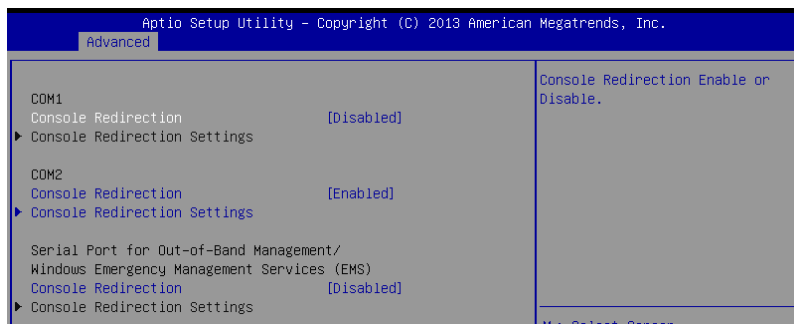 Aptio Setup Utility – Copyright (C) 2013 American Megatrends, Inc.
Advanced
COM1
Console Redirection [Disabled]
▶ Console Redirection Settings
COM2
Console Redirection [Enabled]
▶ Console Redirection Settings
Serial Port for Out-of-Band Management/
Windows Emergency Management Services (EMS)
Console Redirection [Disabled]
▶ Console Redirection Settings
Console Redirection Enable or
Disable.